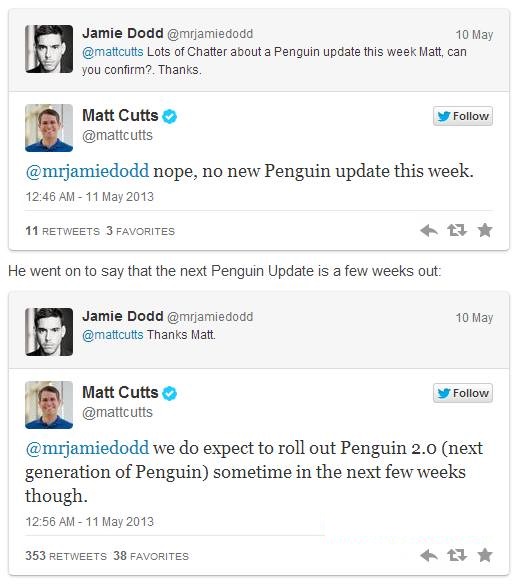 Jamie Dodd @mrjamiedodd 10 May
@mattcutts Lots of Chatter about a Penguin update this week Matt, can
you confirm?. Thanks.
Matt Cutts
Follow
@mattcutts
@mrjamiedodd nope, no new Penguin update this week.
12:46 AM - 11 May 2013
11 RETWEETS 3 FAVORITES
He went on to say that the next Penguin Update is a few weeks out:
Jamie Dodd @mrjamiedodd 10 May
@mattcutts Thanks Matt.
Matt Cutts
Follow
@mattcutts
@mrjamiedodd we do expect to roll out Penguin 2.0 (next
generation of Penguin) sometime in the next few weeks
though.
12:56 AM - 11 May 2013
353 RETWEETS 38 FAVORITES